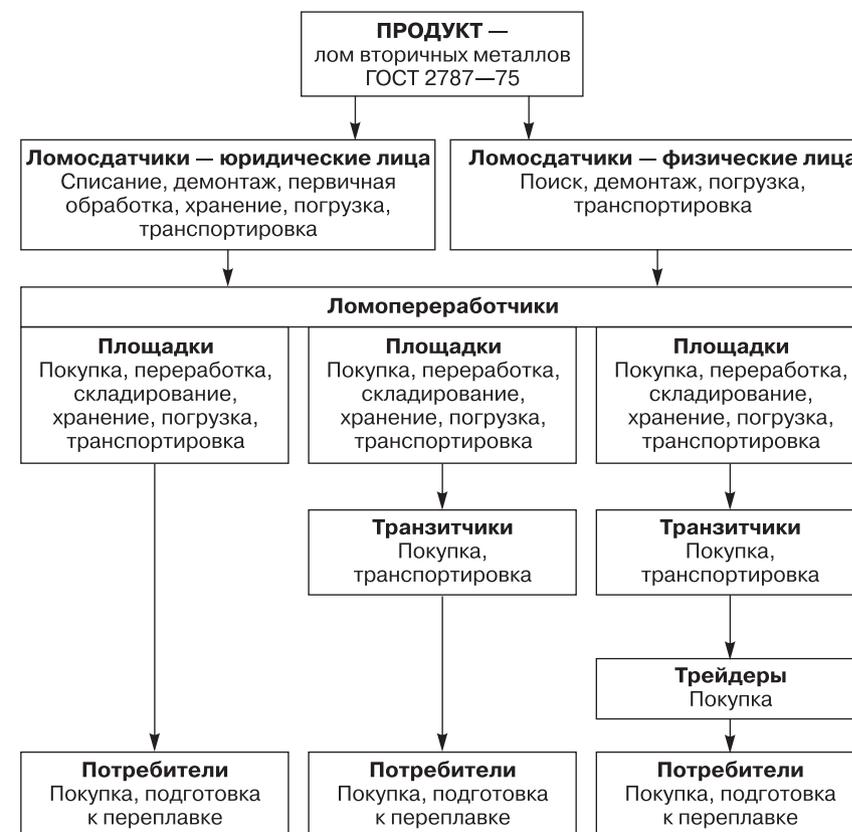 ПРОДУКТ —
лом вторичных металлов
ГОСТ 2787—75
Ломосдатчики — юридические лица
Списание, демонтаж, первичная
обработка, хранение, погрузка,
транспортировка
Ломосдатчики — физические лица
Поиск, демонтаж, погрузка,
транспортировка
Ломопереработчики
Площадки
Покупка, переработка,
складирование,
хранение, погрузка,
транспортировка
Площадки
Покупка, переработка,
складирование,
хранение, погрузка,
транспортировка
Площадки
Покупка, переработка,
складирование,
хранение, погрузка,
транспортировка
Транзитчики
Покупка,
транспортировка
Транзитчики
Покупка,
транспортировка
Трейдеры
Покупка
Потребители
Покупка, подготовка
к переплавке
Потребители
Покупка, подготовка
к переплавке
Потребители
Покупка, подготовка
к переплавке